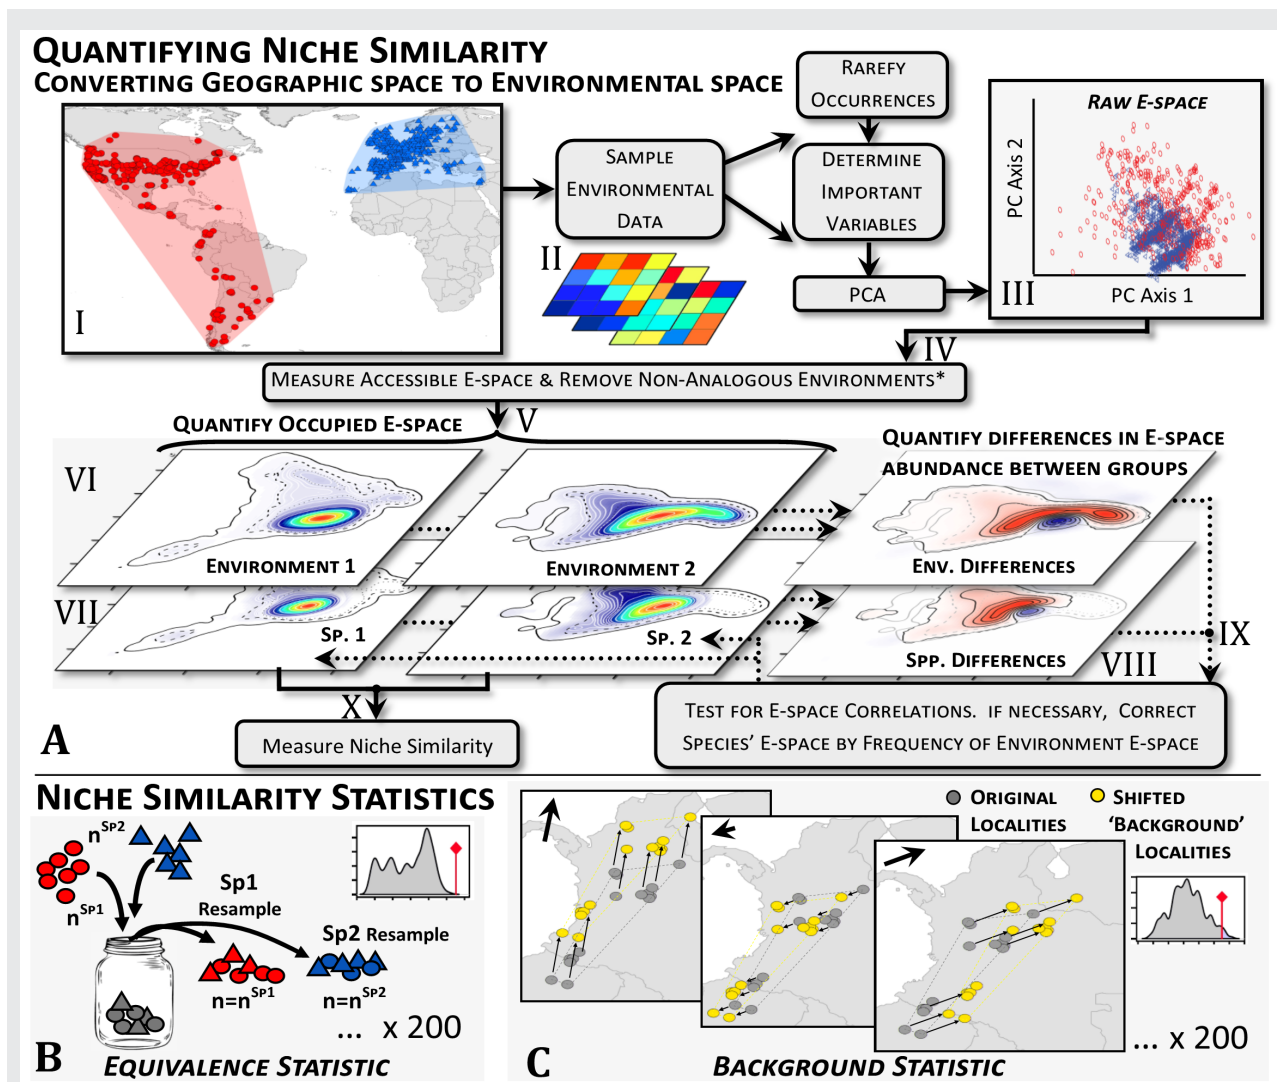 QUANTIFYING NICHE SIMILARITY
CONVERTING GEOGRAPHIC SPACE TO ENVIRONMENTAL SPACE
I
SAMPLE
ENVIRONMENTAL
DATA
II
RAREFY
OCCURRENCES
DETERMINE
IMPORTANT
VARIABLES
PCA
RAW E-SPACE
PC Axis 2
PC Axis 1
III
IV
MEASURE ACCESSIBLE E-SPACE & REMOVE NON-ANALOGOUS ENVIRONMENTS*
V
QUANTIFY OCCUPIED E-SPACE
QUANTIFY DIFFERENCES IN E-SPACE
ABUNDANCE BETWEEN GROUPS
VI
ENVIRONMENT 1
ENVIRONMENT 2
ENV. DIFFERENCES
VII
SP. 1
SP. 2
SPP. DIFFERENCES
VIII
IX
X
Measure Niche Similarity
TEST FOR E-SPACE CORRELATIONS. IF NECESSARY, CORRECT
SPECIES' E-SPACE BY FREQUENCY OF ENVIRONMENT E-SPACE
A
NICHE SIMILARITY STATISTICS
nSP2
nSP1
Sp1
Resample
Sp2 Resample
n=nSP1
n=nSP2
... x 200
B
EQUIVALENCE STATISTIC
ORIGINAL
LOCALITIES
SHIFTED
'BACKGROUND'
LOCALITIES
... x 200
C
BACKGROUND STATISTIC